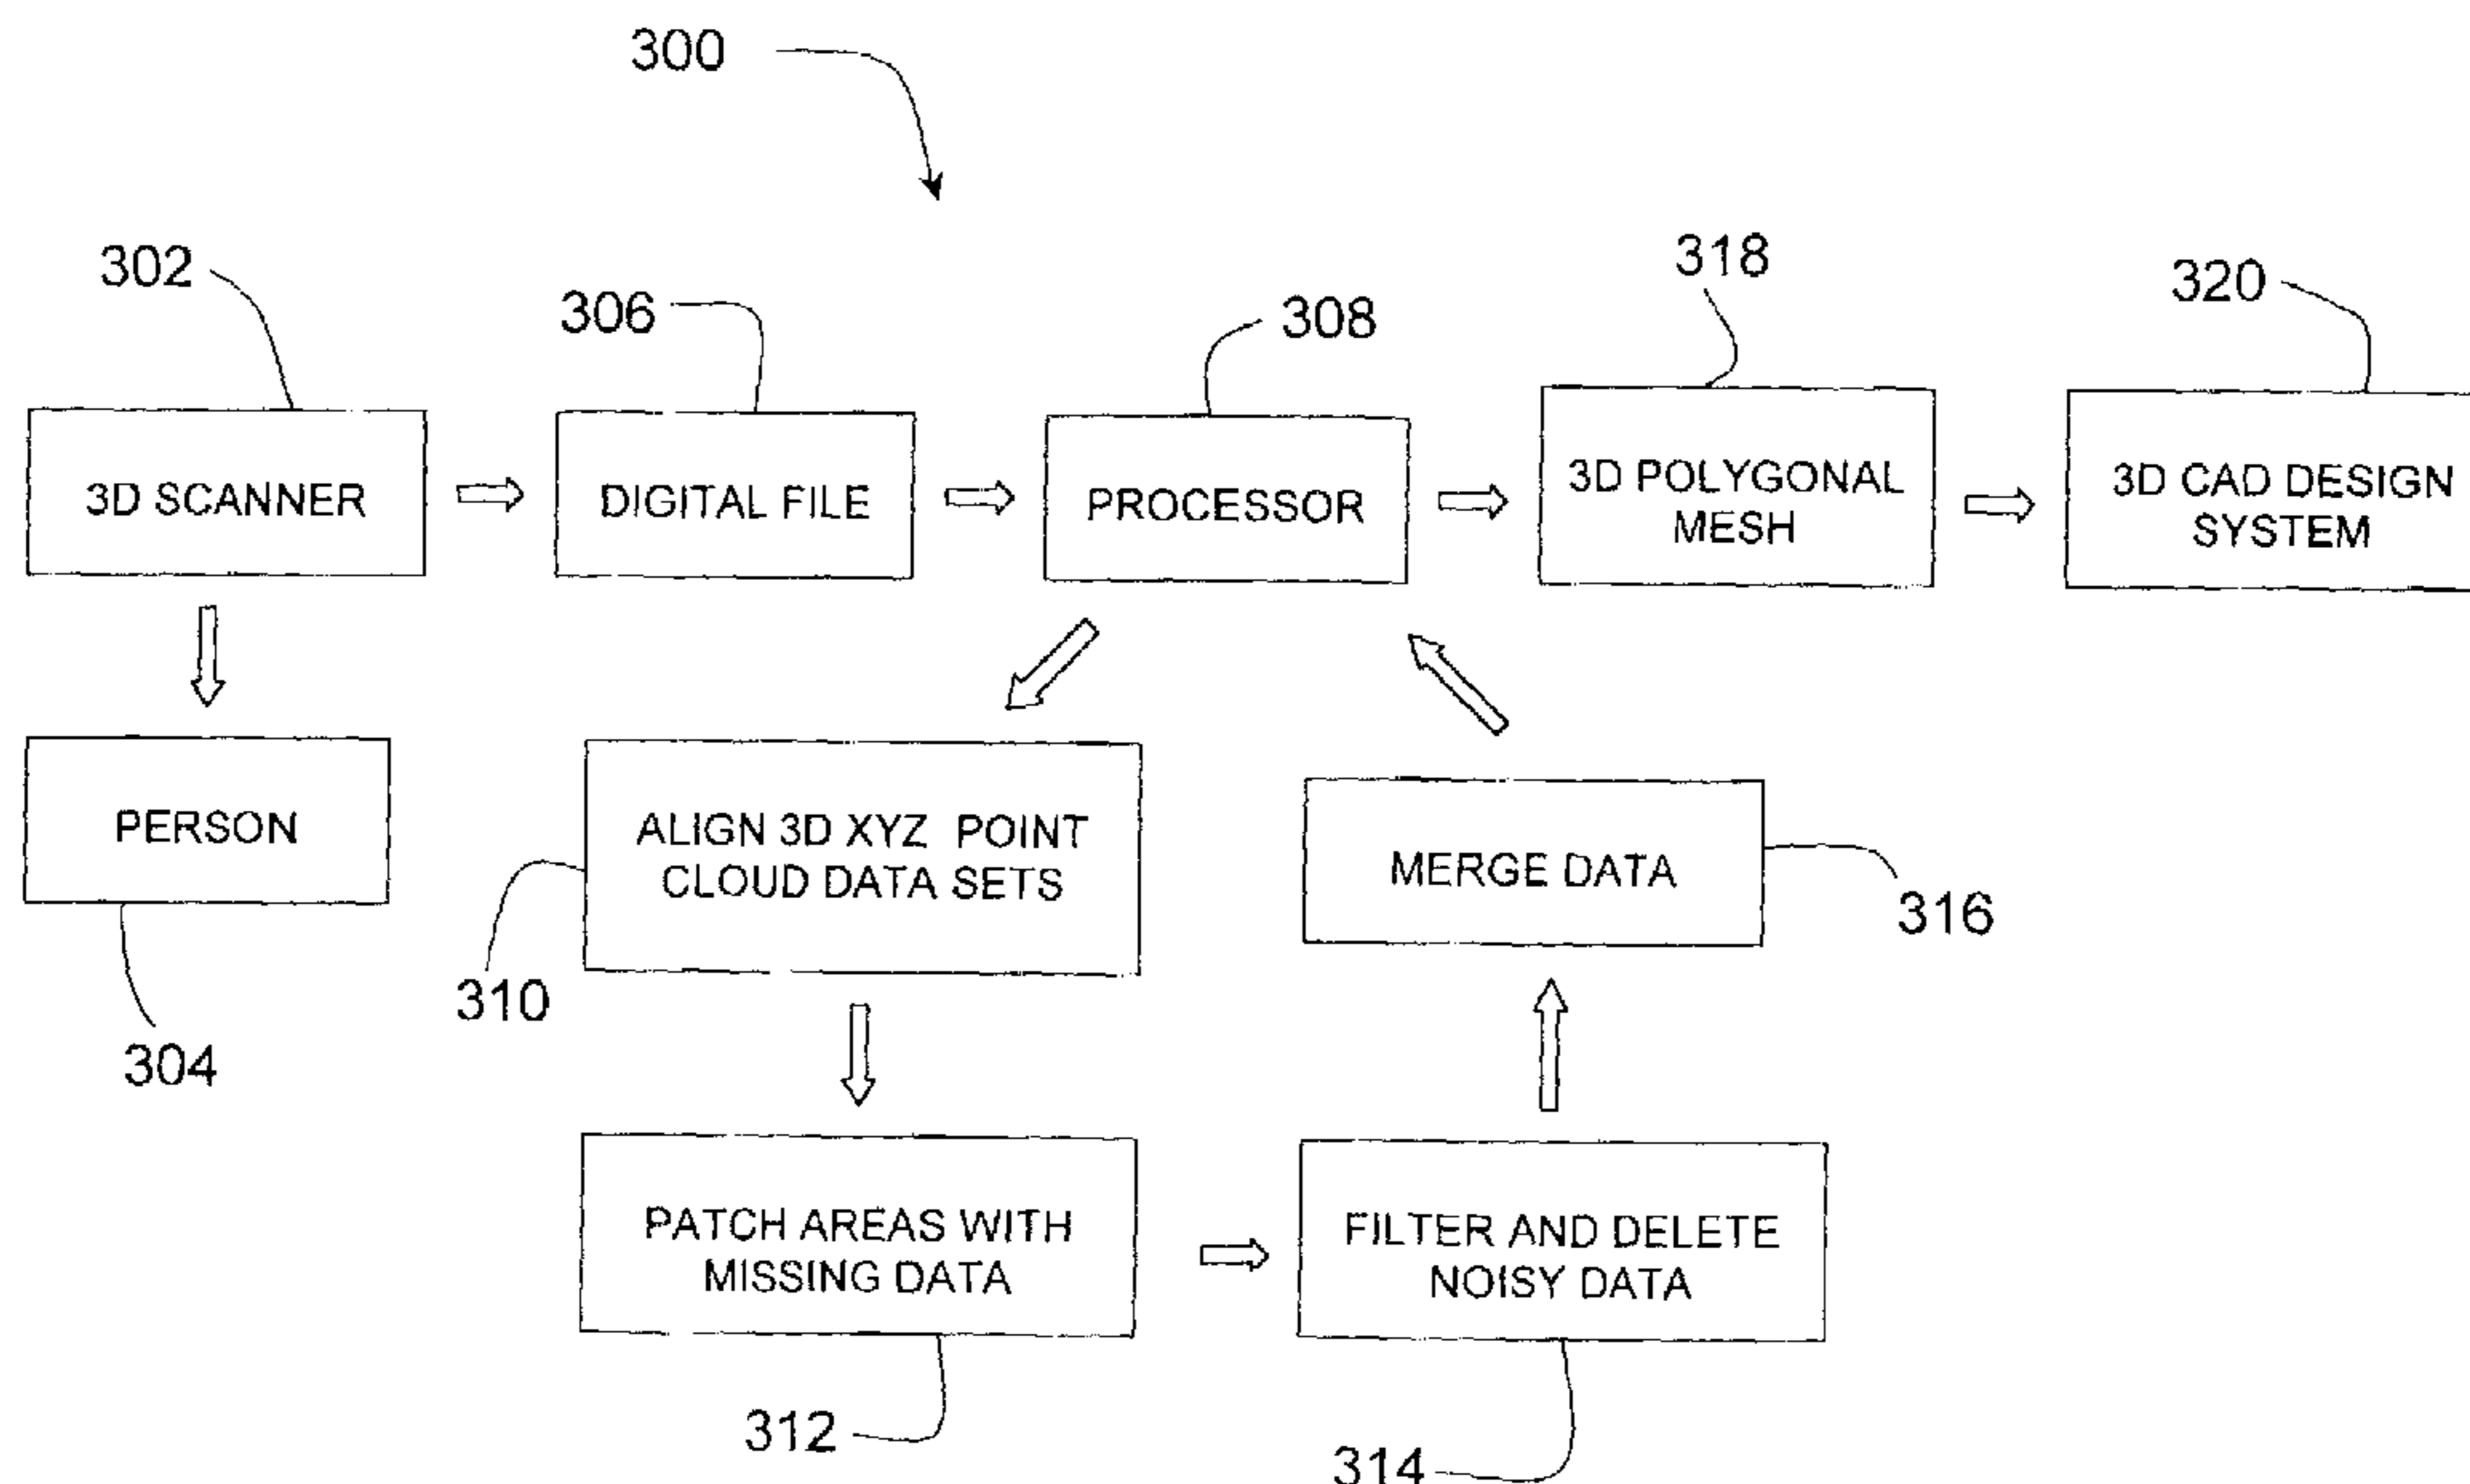 300
302
306
308
318
320
3D SCANNER
DIGITAL FILE
PROCESSOR
3D POLYGONAL
MESH
3D CAD DESIGN
SYSTEM
PERSON
304
ALIGN 3D XYZ POINT
CLOUD DATA SETS
310
MERGE DATA
316
PATCH AREAS WITH
MISSING DATA
312
FILTER AND DELETE
NOISY DATA
314